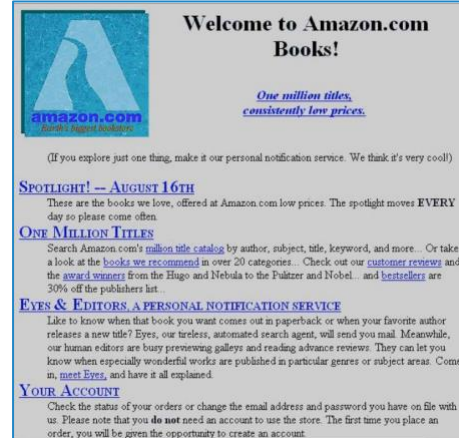 Welcome to Amazon.com
Books!
amazon.com
Earth's biggest bookstore
One million titles,
consistently low prices.
(If you explore just one thing, make it our personal notification service. We think it's very cool!)
SPOTLIGHT! -- AUGUST 16TH
These are the books we love, offered at Amazon.com low prices. The spotlight moves EVERY
day so please come often.
ONE MILLION TITLES
Search Amazon.com's million title catalog by author, subject, title, keyword, and more... Or take
a look at the books we recommend in over 20 categories... Check out our customer reviews and
the award winners from the Hugo and Nebula to the Pulitzer and Nobel... and bestsellers are
30% off the publishers list...
EYES & EDITORS, A PERSONAL NOTIFICATION SERVICE
Like to know when that book you want comes out in paperback or when your favorite author
releases a new title? Eyes, our tireless, automated search agent, will send you mail. Meanwhile,
our human editors are busy previewing galleys and reading advance reviews. They can let you
know when especially wonderful works are published in particular genres or subject areas. Come
in, meet Eyes, and have it all explained.
YOUR ACCOUNT
Check the status of your orders or change the email address and password you have on file with
us. Please note that you do not need an account to use the store. The first time you place an
order, you will be given the opportunity to create an account.